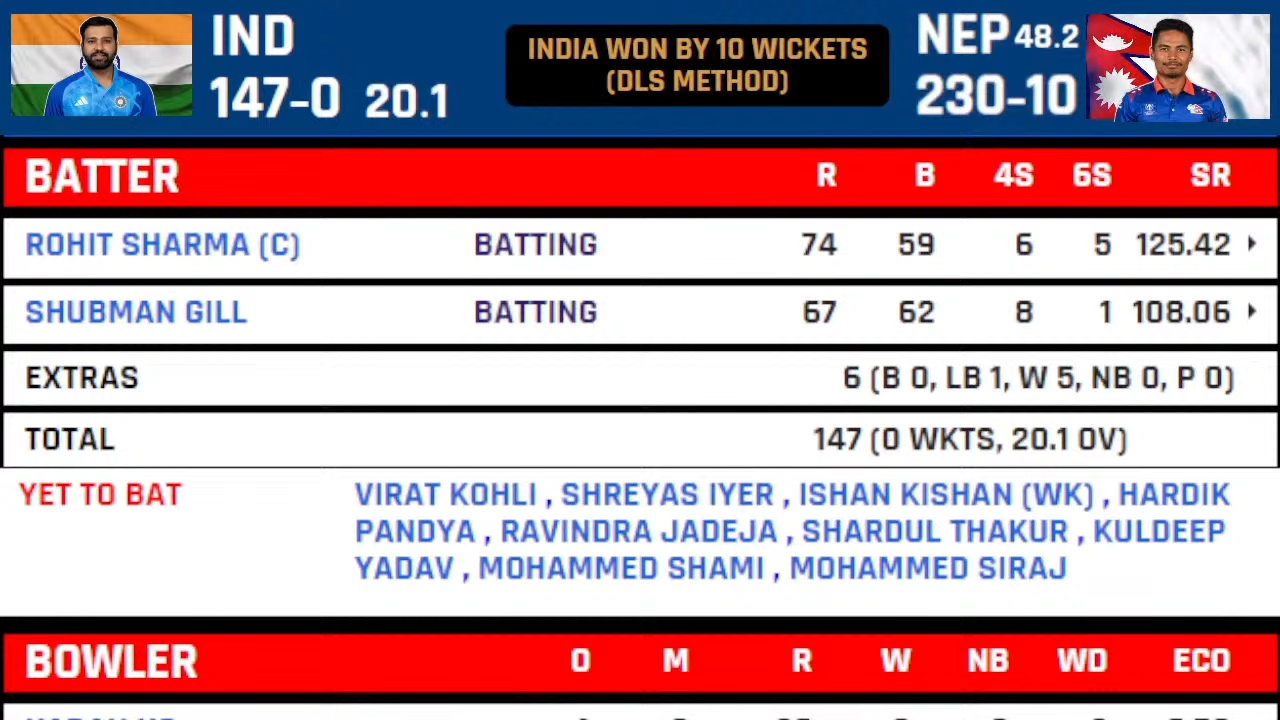 IND
147-0 20.1
INDIA WON BY 10 WICKETS
(DLS METHOD)
NEP 48.2
230-10
BATTER R B 4S 6S SR
ROHIT SHARMA (C) BATTING 74 59 6 5 125.42
SHUBMAN GILL BATTING 67 62 8 1 108.06
EXTRAS 6 (B 0, LB 1, W 5, NB 0, P 0)
TOTAL 147 (0 WKTS, 20.1 OV)
YET TO BAT VIRAT KOHLI , SHREYAS IYER , ISHAN KISHAN (WK) , HARDIK
PANDYA , RAVINDRA JADEJA , SHARDUL THAKUR , KULDEEP
YADAV , MOHAMMED SHAMI , MOHAMMED SIRAJ
BOWLER O M R W NB WD ECO